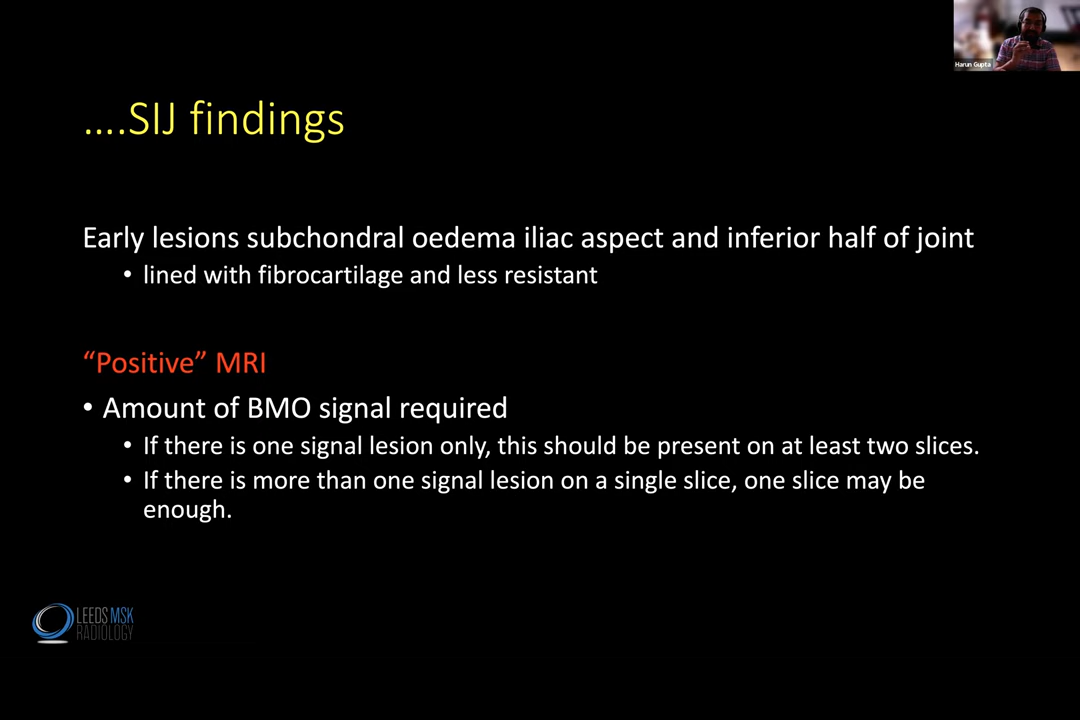 Harun Gupta
....SIJ findings
Early lesions subchondral oedema iliac aspect and inferior half of joint
• lined with fibrocartilage and less resistant
“Positive” MRI
• Amount of BMO signal required
• If there is one signal lesion only, this should be present on at least two slices.
• If there is more than one signal lesion on a single slice, one slice may be
enough.
LEEDS MSK
RADIOLOGY